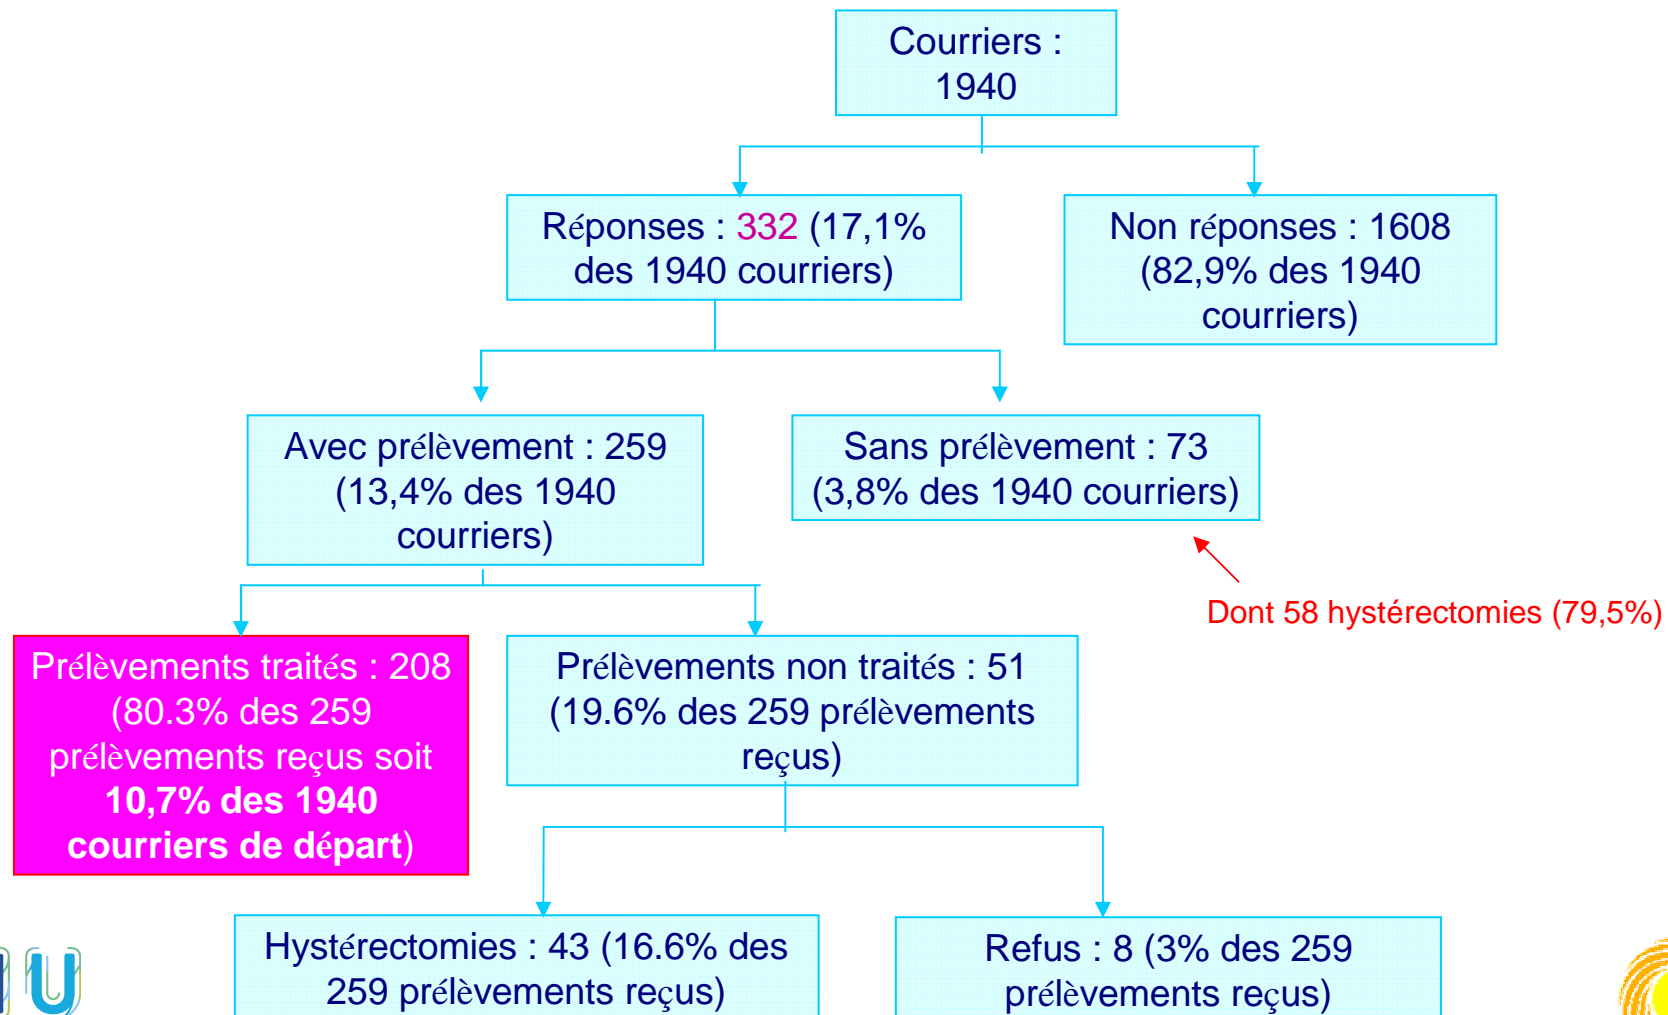 Courriers :
1940
Réponses : 332 (17,1%
des 1940 courriers)
Non réponses : 1608
(82,9% des 1940
courriers)
Avec prélèvement : 259
(13,4% des 1940
courriers)
Sans prélèvement : 73
(3,8% des 1940 courriers)
Dont 58 hystérectomies (79,5%)
Prélèvements traités : 208
(80.3% des 259
prélèvements reçus soit
10,7% des 1940
courriers de départ)
Prélèvements non traités : 51
(19.6% des 259 prélèvements
reçus)
Hystérectomies : 43 (16.6% des
259 prélèvements reçus)
Refus : 8 (3% des 259
prélèvements reçus)
U